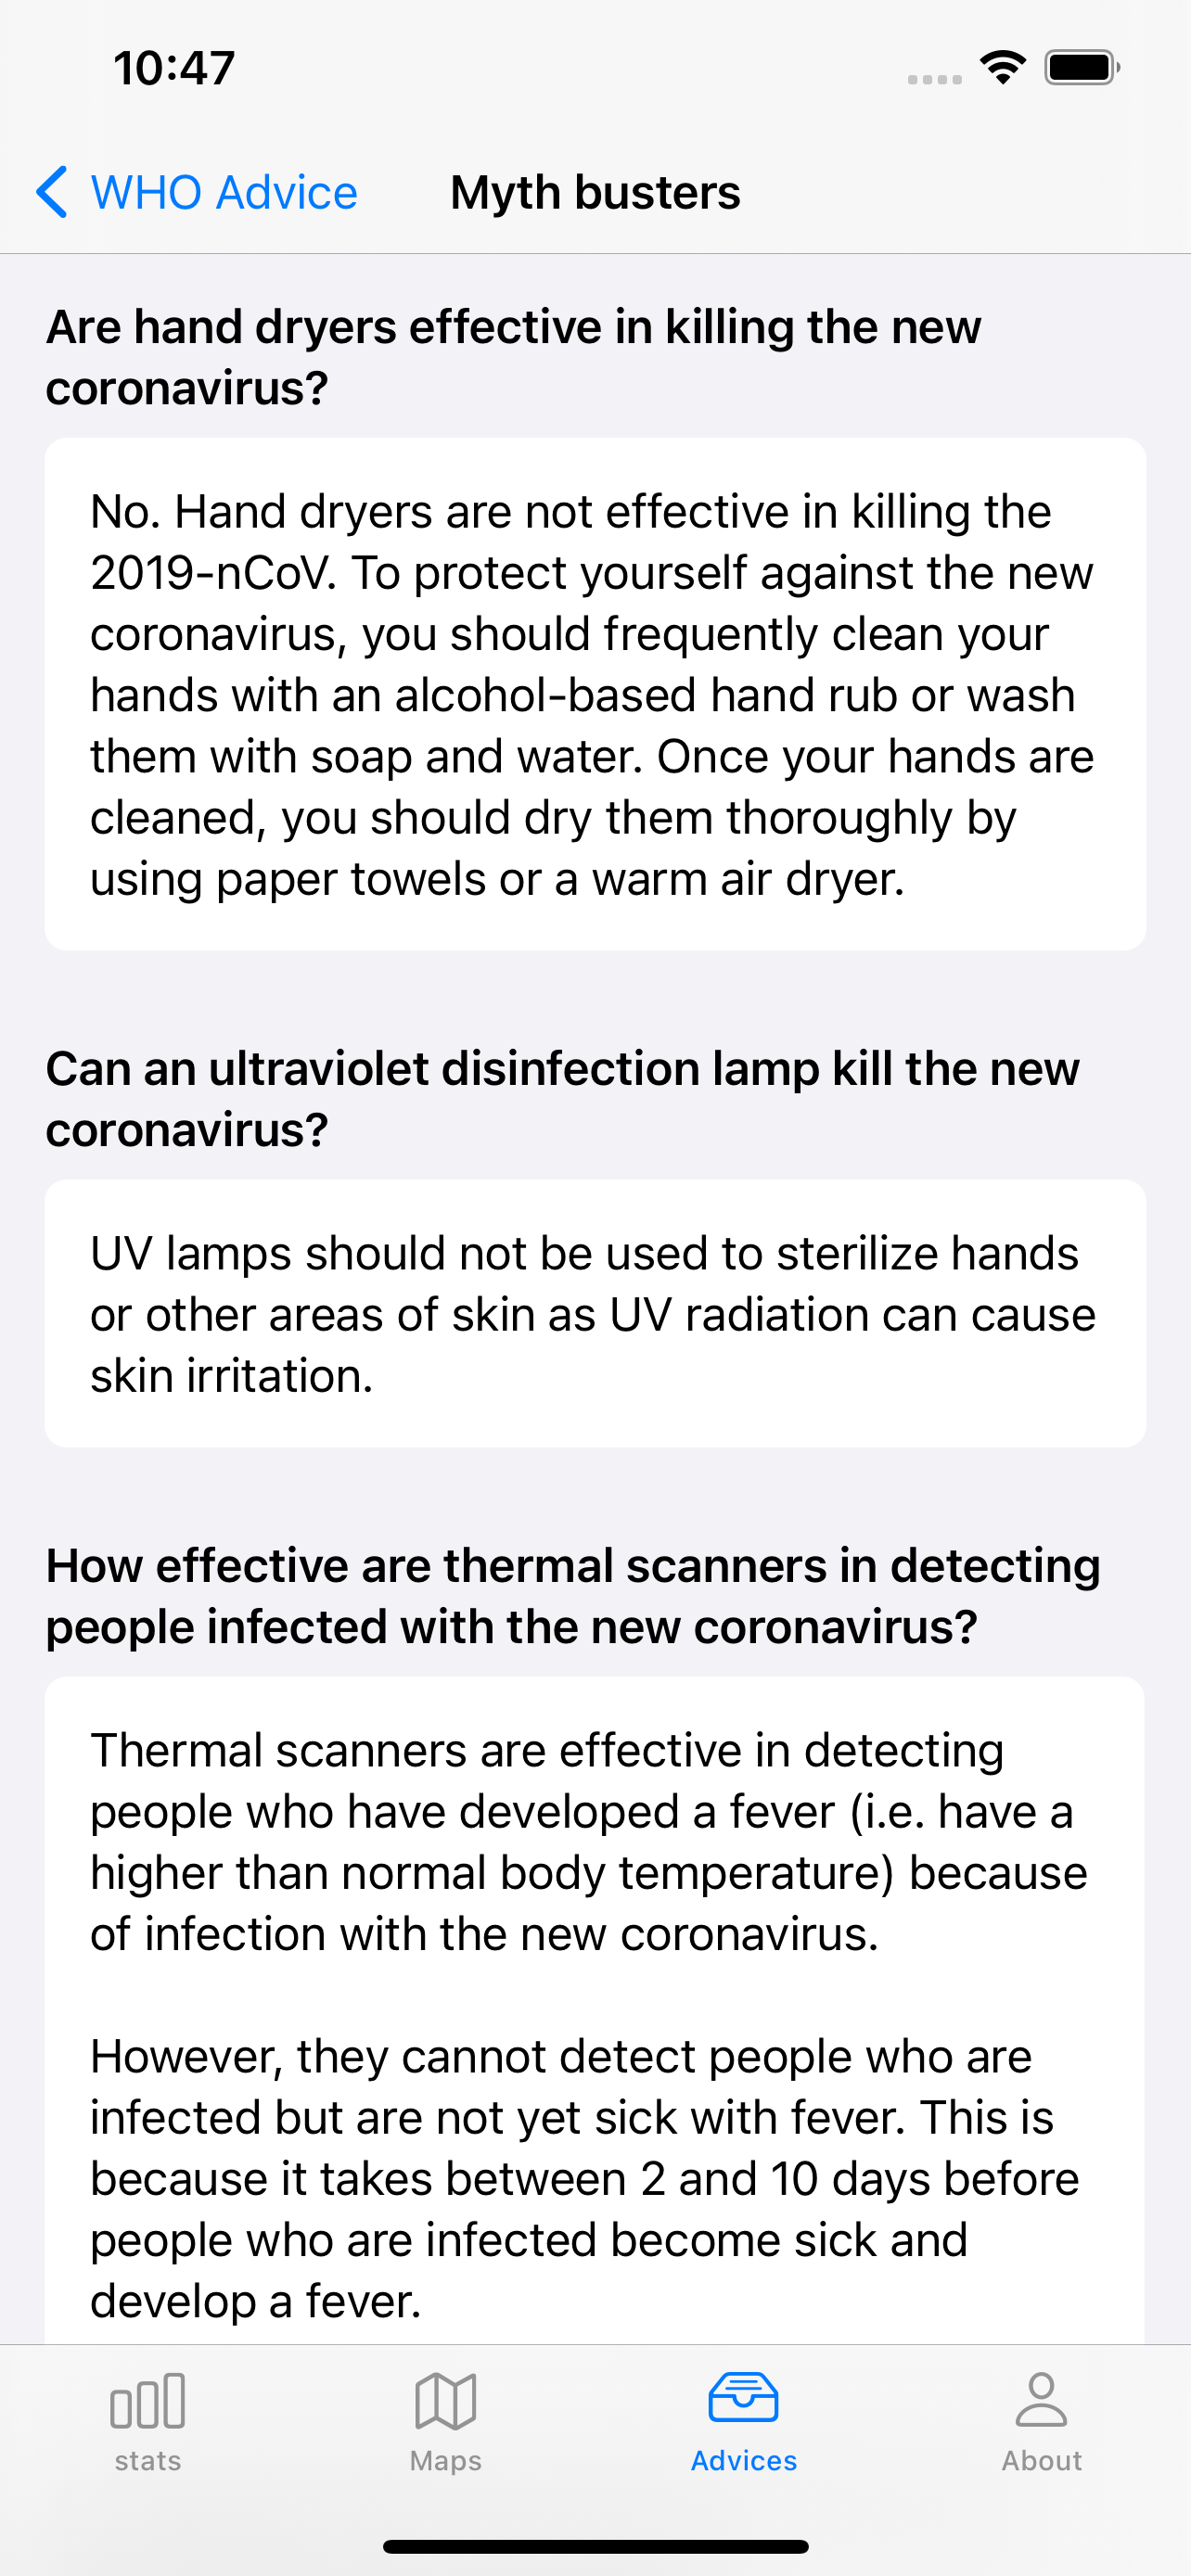 10:47
WHO Advice
Myth busters
Are hand dryers effective in killing the new
coronavirus?
No. Hand dryers are not effective in killing the
2019-nCoV. To protect yourself against the new
coronavirus, you should frequently clean your
hands with an alcohol-based hand rub or wash
them with soap and water. Once your hands are
cleaned, you should dry them thoroughly by
using paper towels or a warm air dryer.
Can an ultraviolet disinfection lamp kill the new
coronavirus?
UV lamps should not be used to sterilize hands
or other areas of skin as UV radiation can cause
skin irritation.
How effective are thermal scanners in detecting
people infected with the new coronavirus?
Thermal scanners are effective in detecting
people who have developed a fever (i.e. have a
higher than normal body temperature) because
of infection with the new coronavirus.
However, they cannot detect people who are
infected but are not yet sick with fever. This is
because it takes between 2 and 10 days before
people who are infected become sick and
develop a fever.
stats
Maps
Advices
About